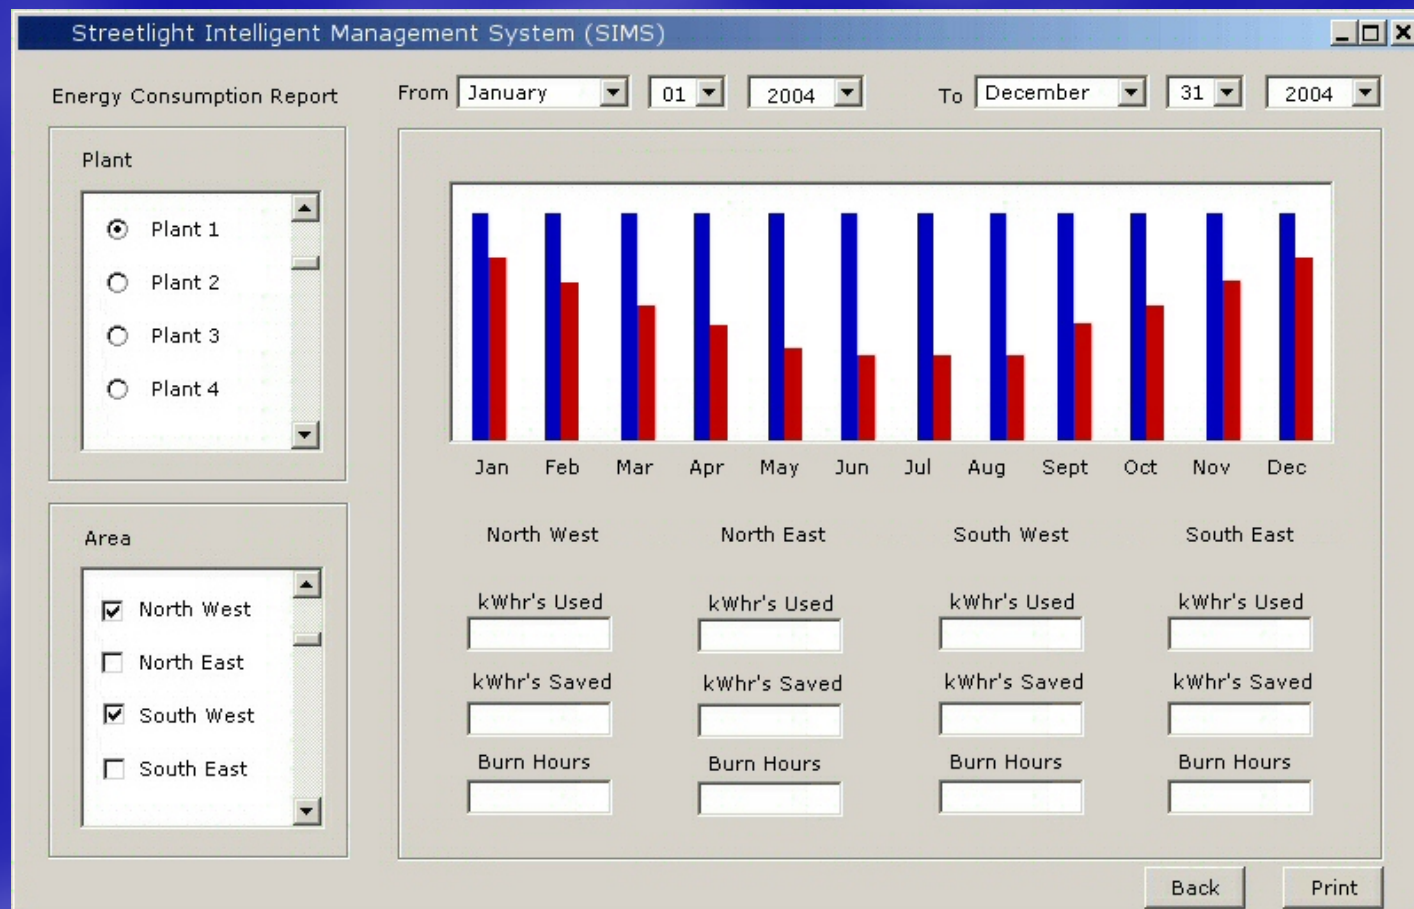 Streetlight Intelligent Management System (SIMS)
Energy Consumption Report
From January 01 2004 To December 31 2004
Plant
Plant 1
Plant 2
Plant 3
Plant 4
Area
North West
North East
South West
South East
Jan Feb Mar Apr May Jun Jul Aug Sept Oct Nov Dec
North West North East South West South East
kWhr's Used kWhr's Used kWhr's Used kWhr's Used
kWhr's Saved kWhr's Saved kWhr's Saved kWhr's Saved
Burn Hours Burn Hours Burn Hours Burn Hours
Back Print